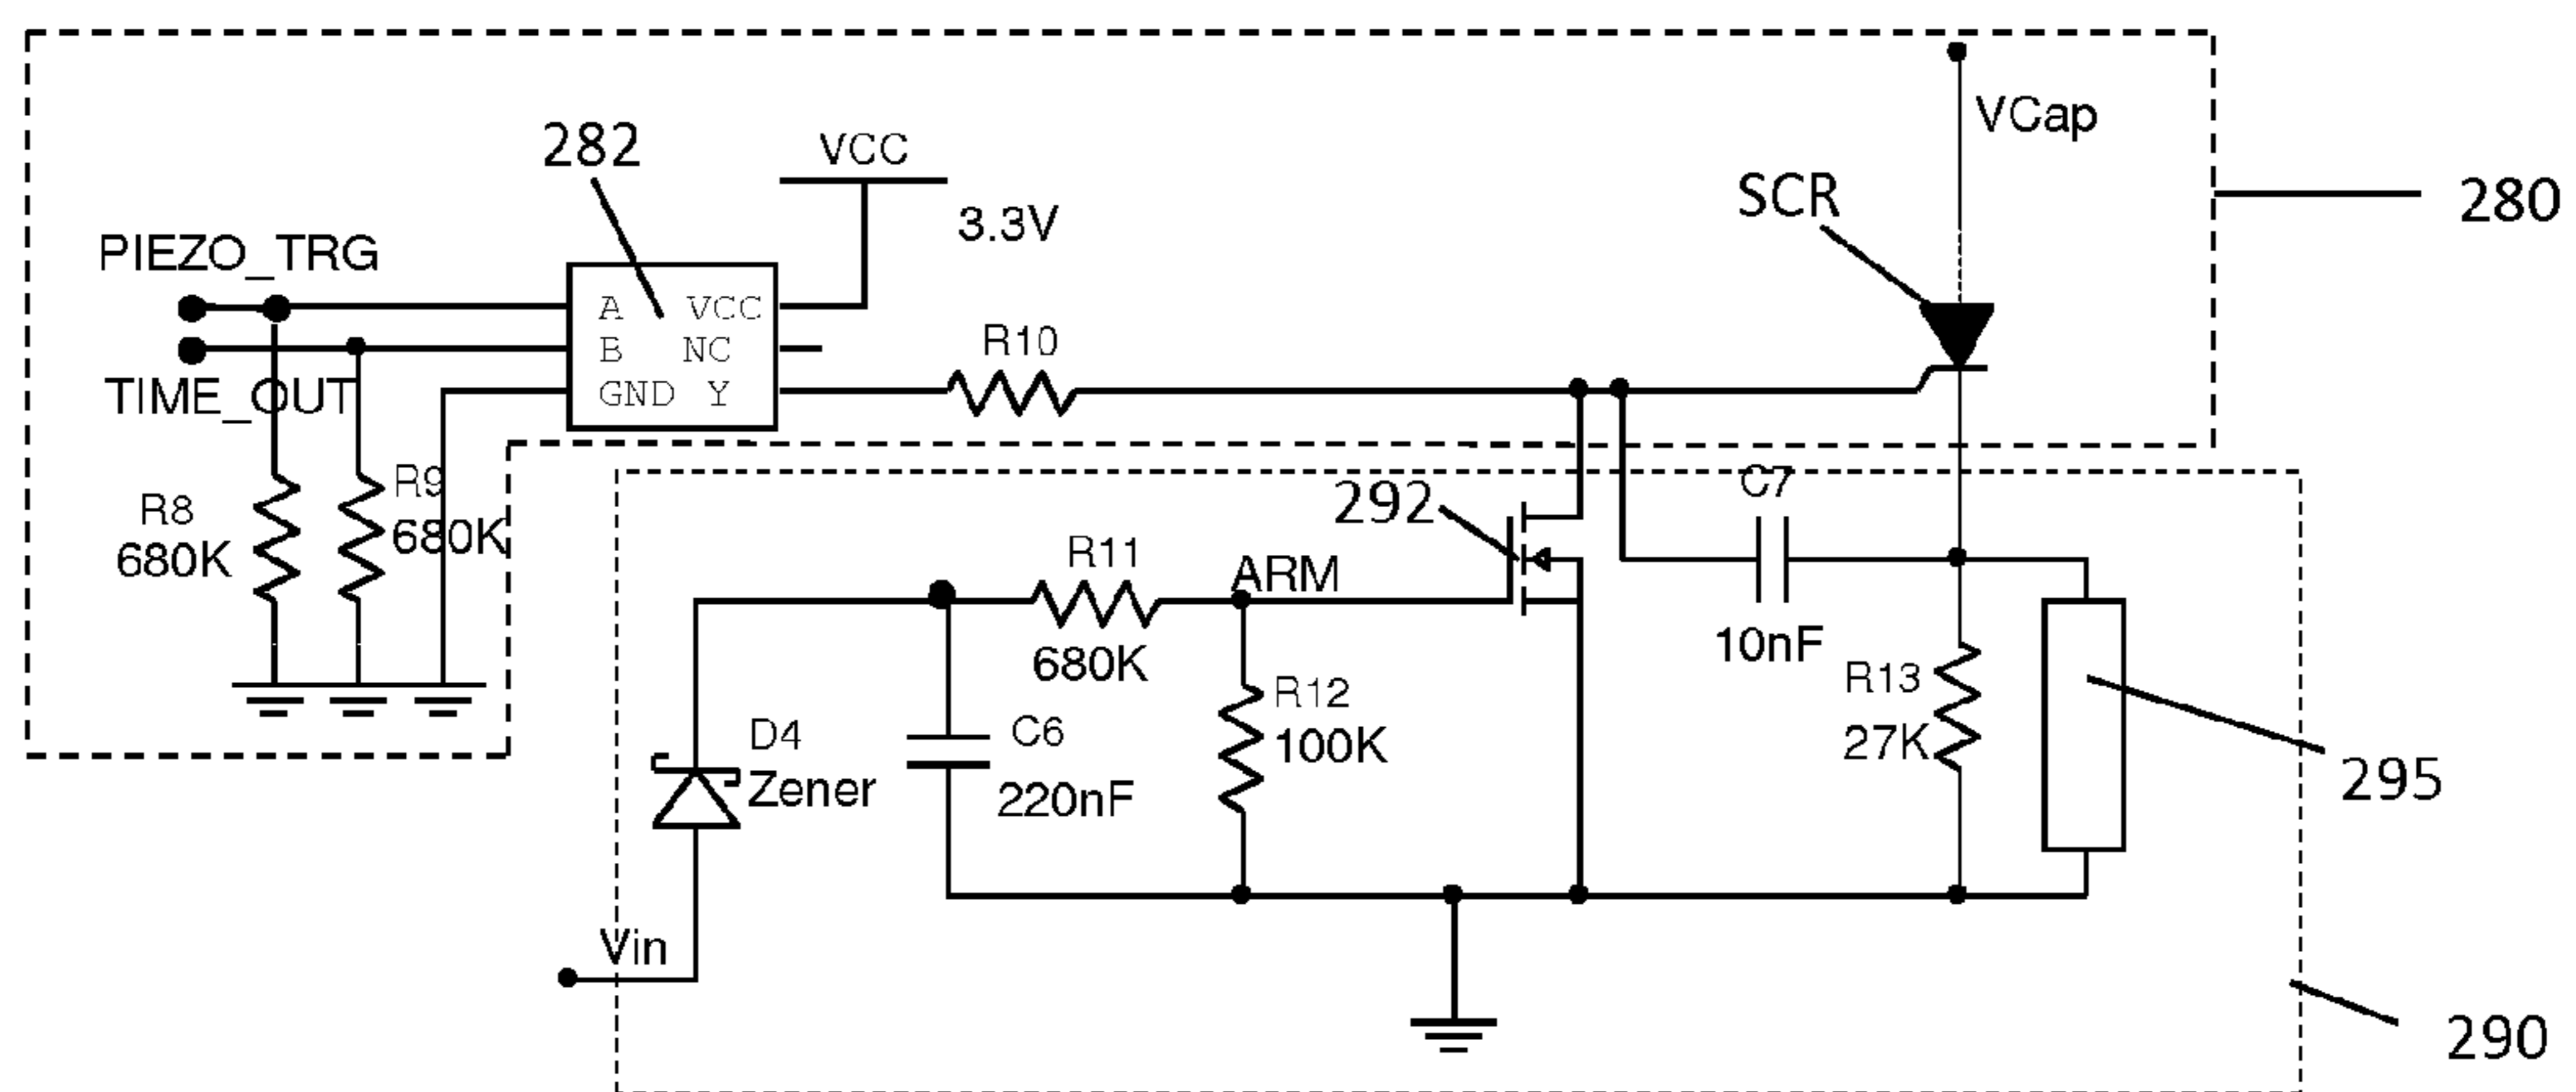 VCap
282
VCC
SCR
280
3.3V
PIEZO_TRG
A VCC
B NC
GND Y
R10
TIME_OUT
R9
680K
R8
680K
C7
10nF
292
R11
680K
ARM
R12
100K
R13
27K
D4
Zener
C6
220nF
295
Vin
290